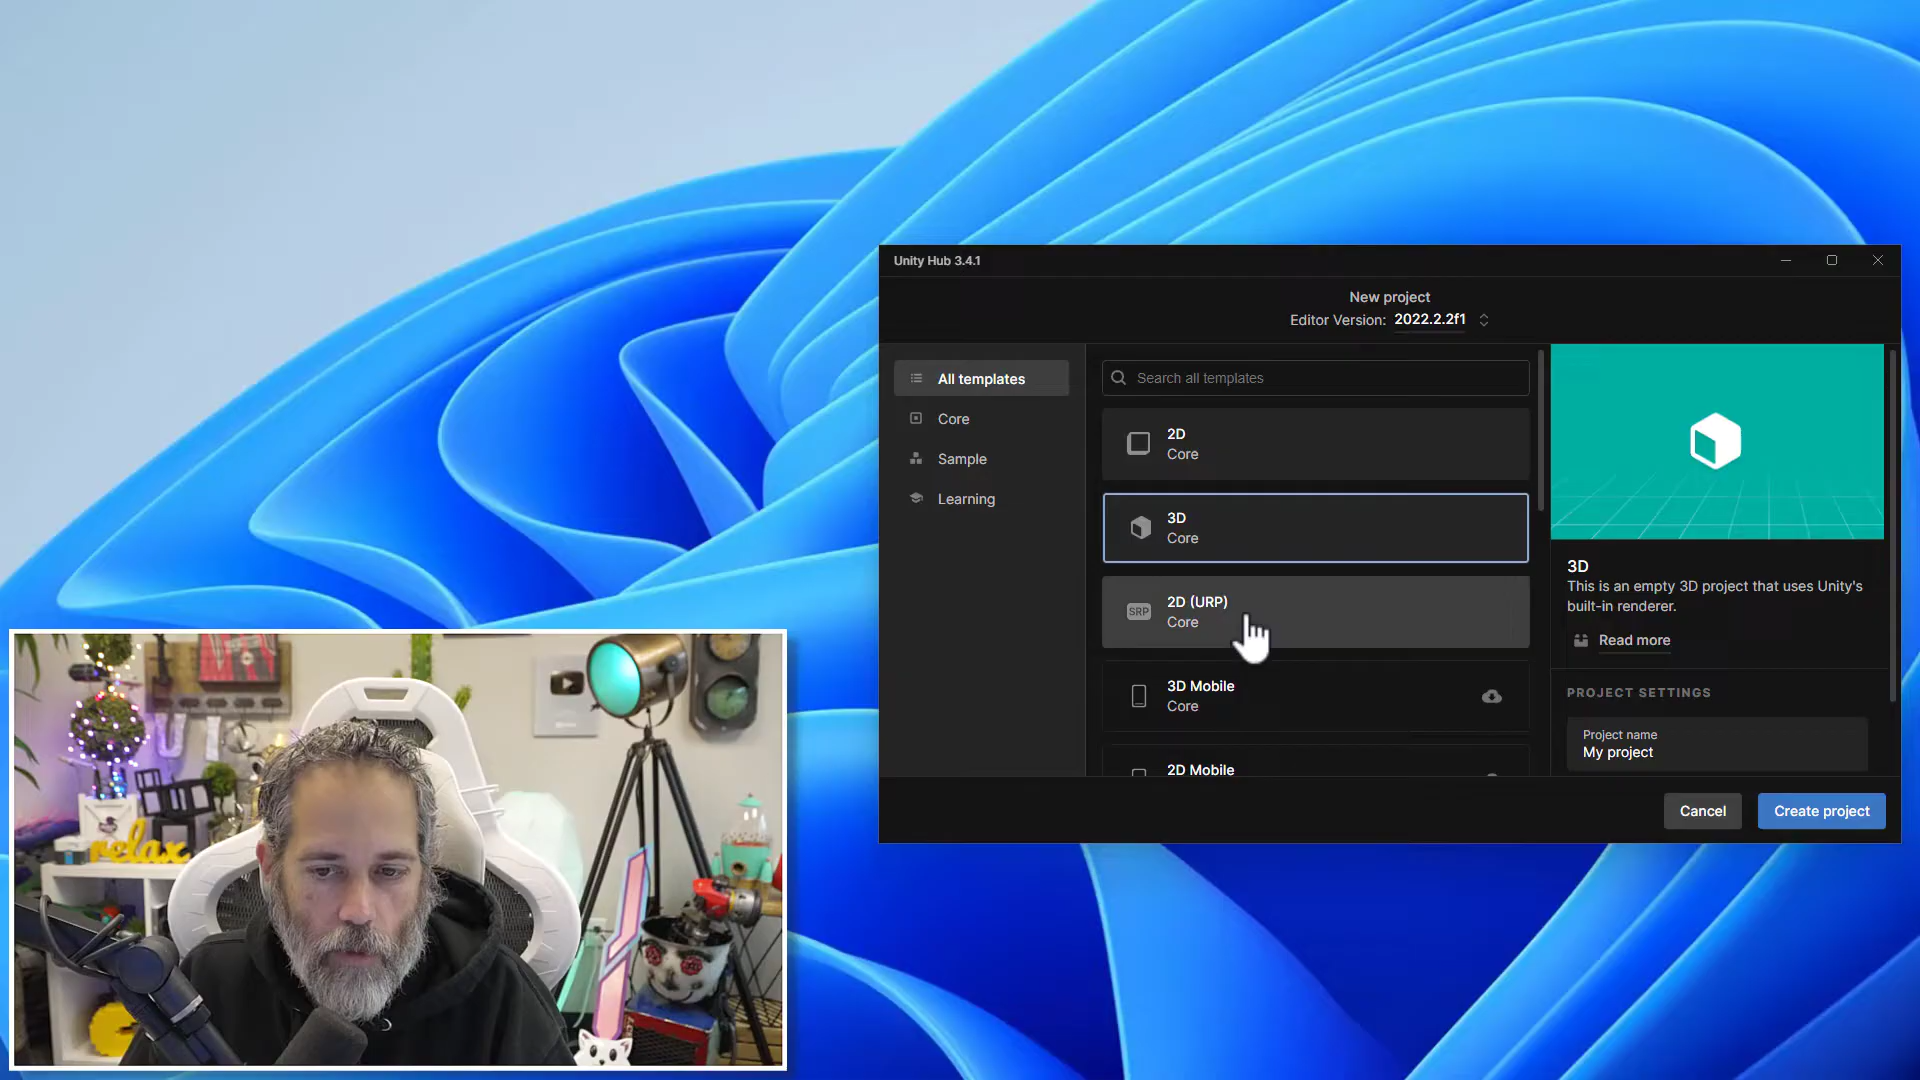 Unity Hub 3.4.1
New project
Editor Version: 2022.2.2f1
All templates
Core
Sample
Learning
Search all templates
2D
Core
3D
Core
SRP
2D (URP)
Core
3D Mobile
Core
2D Mobile
3D
This is an empty 3D project that uses Unity's
built-in renderer.
Read more
PROJECT SETTINGS
Project name
My project
Cancel
Create project
relax